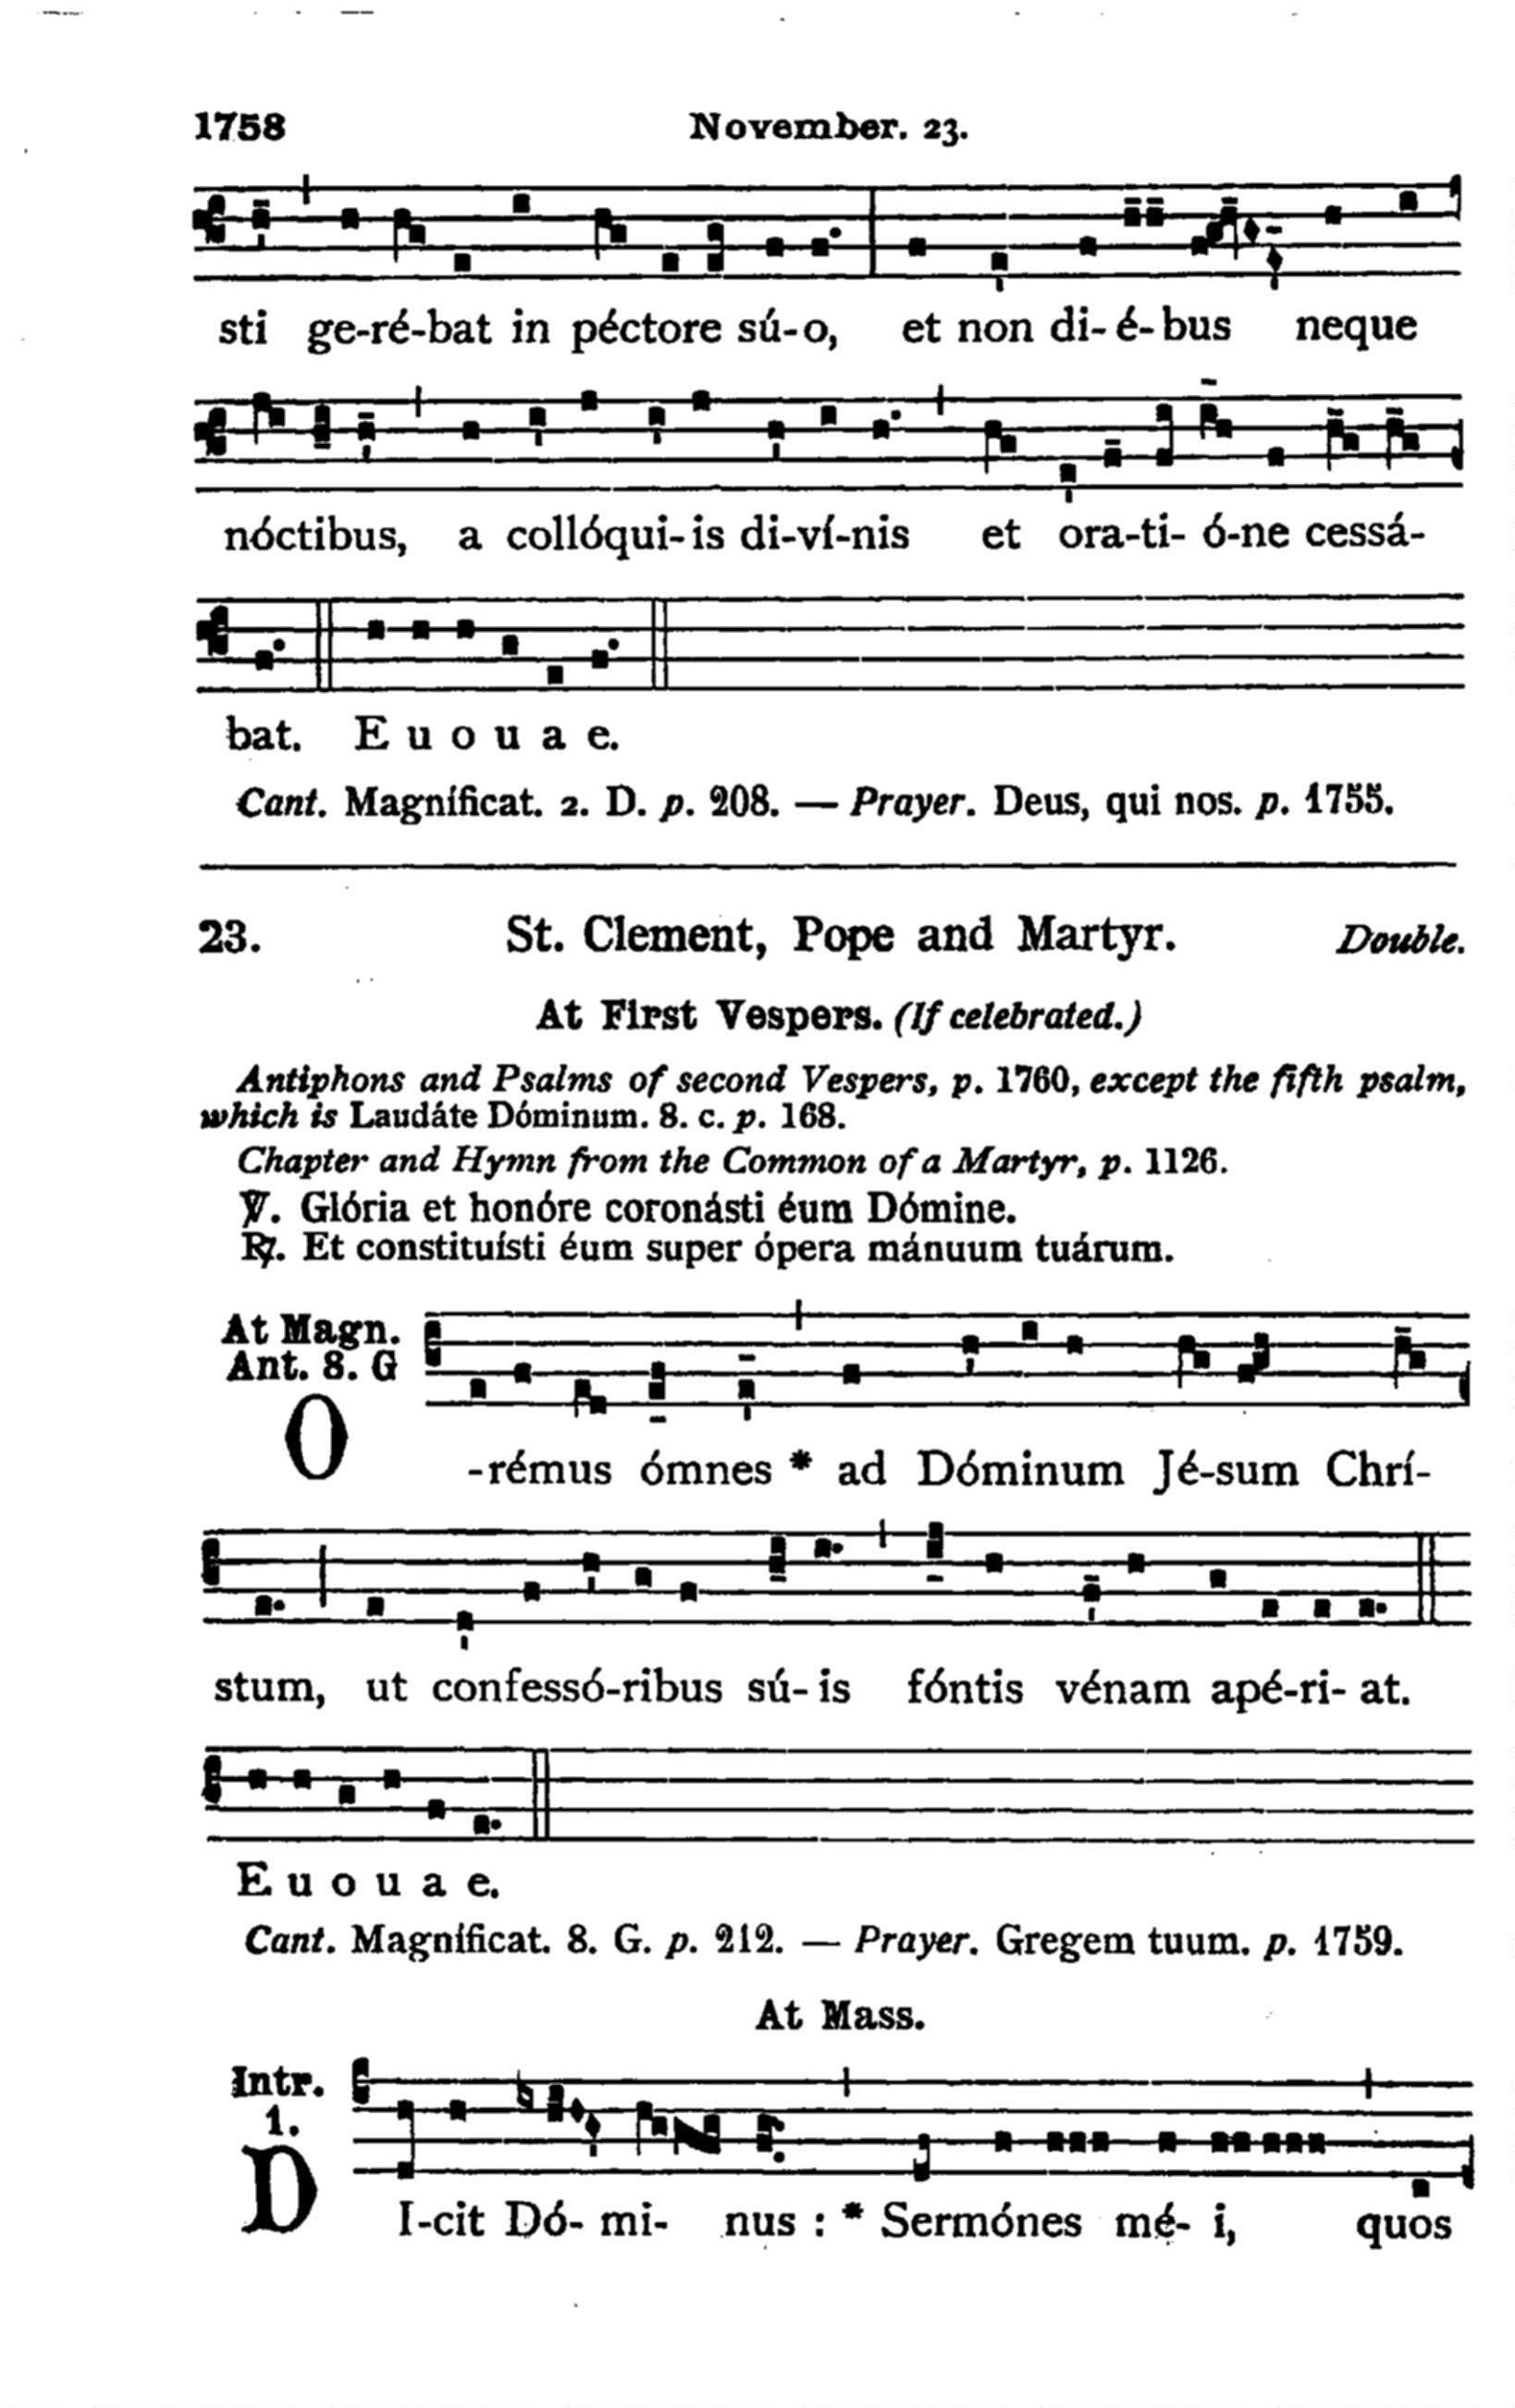 1758 November. 23.
sti ge-ré-bat in péctore sú-o, et non di-é-bus neque
nóctibus, a collóqui-is di-ví-nis et ora-ti- ó-ne cessá-
bat. E u o u a e.
Cant. Magníficat. 2. D. p. 208. — Prayer. Deus, qui nos. p. 1755.
23. St. Clement, Pope and Martyr. Double.
At First Vespers. (If celebrated.)
Antiphons and Psalms of second Vespers, p. 1760, except the fifth psalm,
which is Laudáte Dóminum. 8. c. p. 168.
Chapter and Hymn from the Common of a Martyr, p. 1126.
℣. Glória et honóre coronásti éum Dómine.
℟. Et constituísti éum super ópera mánuum tuárum.
At Magn.
Ant. 8. G
O -rémus ómnes * ad Dóminum Jé-sum Chrí-
stum, ut confessó-ribus sú- is fóntis vénam apé-ri- at.
E u o u a e.
Cant. Magníficat. 8. G. p. 212. — Prayer. Gregem tuum. p. 1759.
At Mass.
Intr.
1.
D I-cit Dó- mi- nus : * Sermónes mé- i, quos